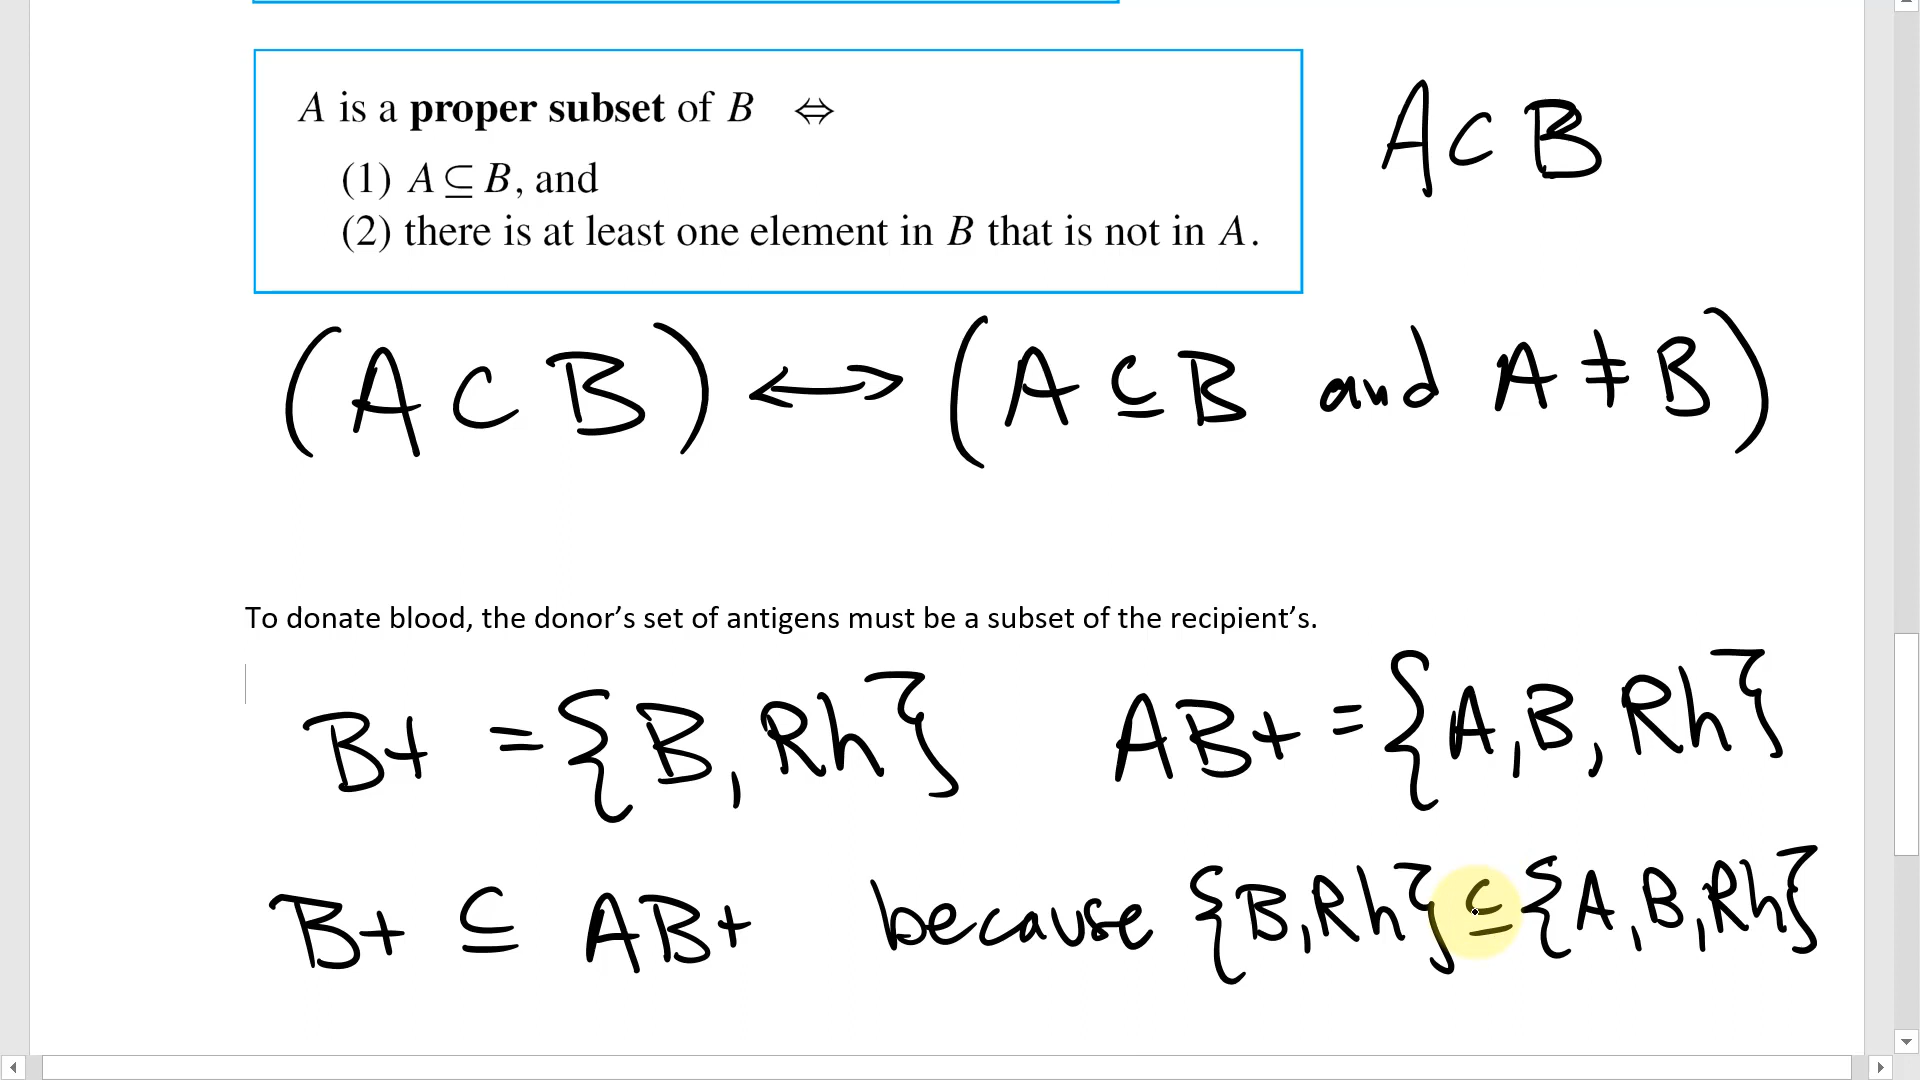 A is a proper subset of B ⇔
(1) A ⊆ B, and
(2) there is at least one element in B that is not in A.
A ⊂ B
(A ⊂ B) ↔ (A ⊆ B and A ≠ B)
To donate blood, the donor’s set of antigens must be a subset of the recipient’s.
B+ = {B, Rh} AB+ = {A, B, Rh}
B+ ⊆ AB+ because {B, Rh} ⊆ {A, B, Rh}